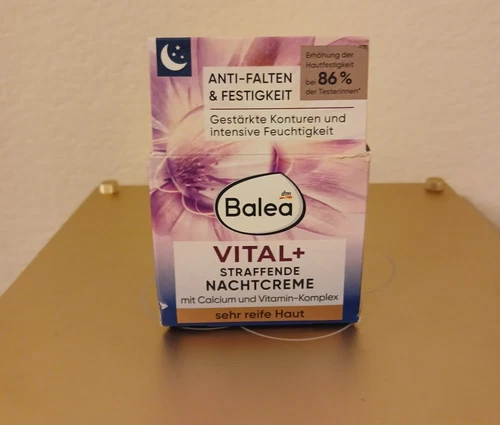 Erhöhung der
Hautfestigkeit
bei 86 %
der Testerinnen*
ANTI-FALTEN
& FESTIGKEIT
Gestärkte Konturen und
intensive Feuchtigkeit
dm
Balea
VITAL+
STRAFFENDE
NACHTCREME
mit Calcium und Vitamin-Komplex
sehr reife Haut